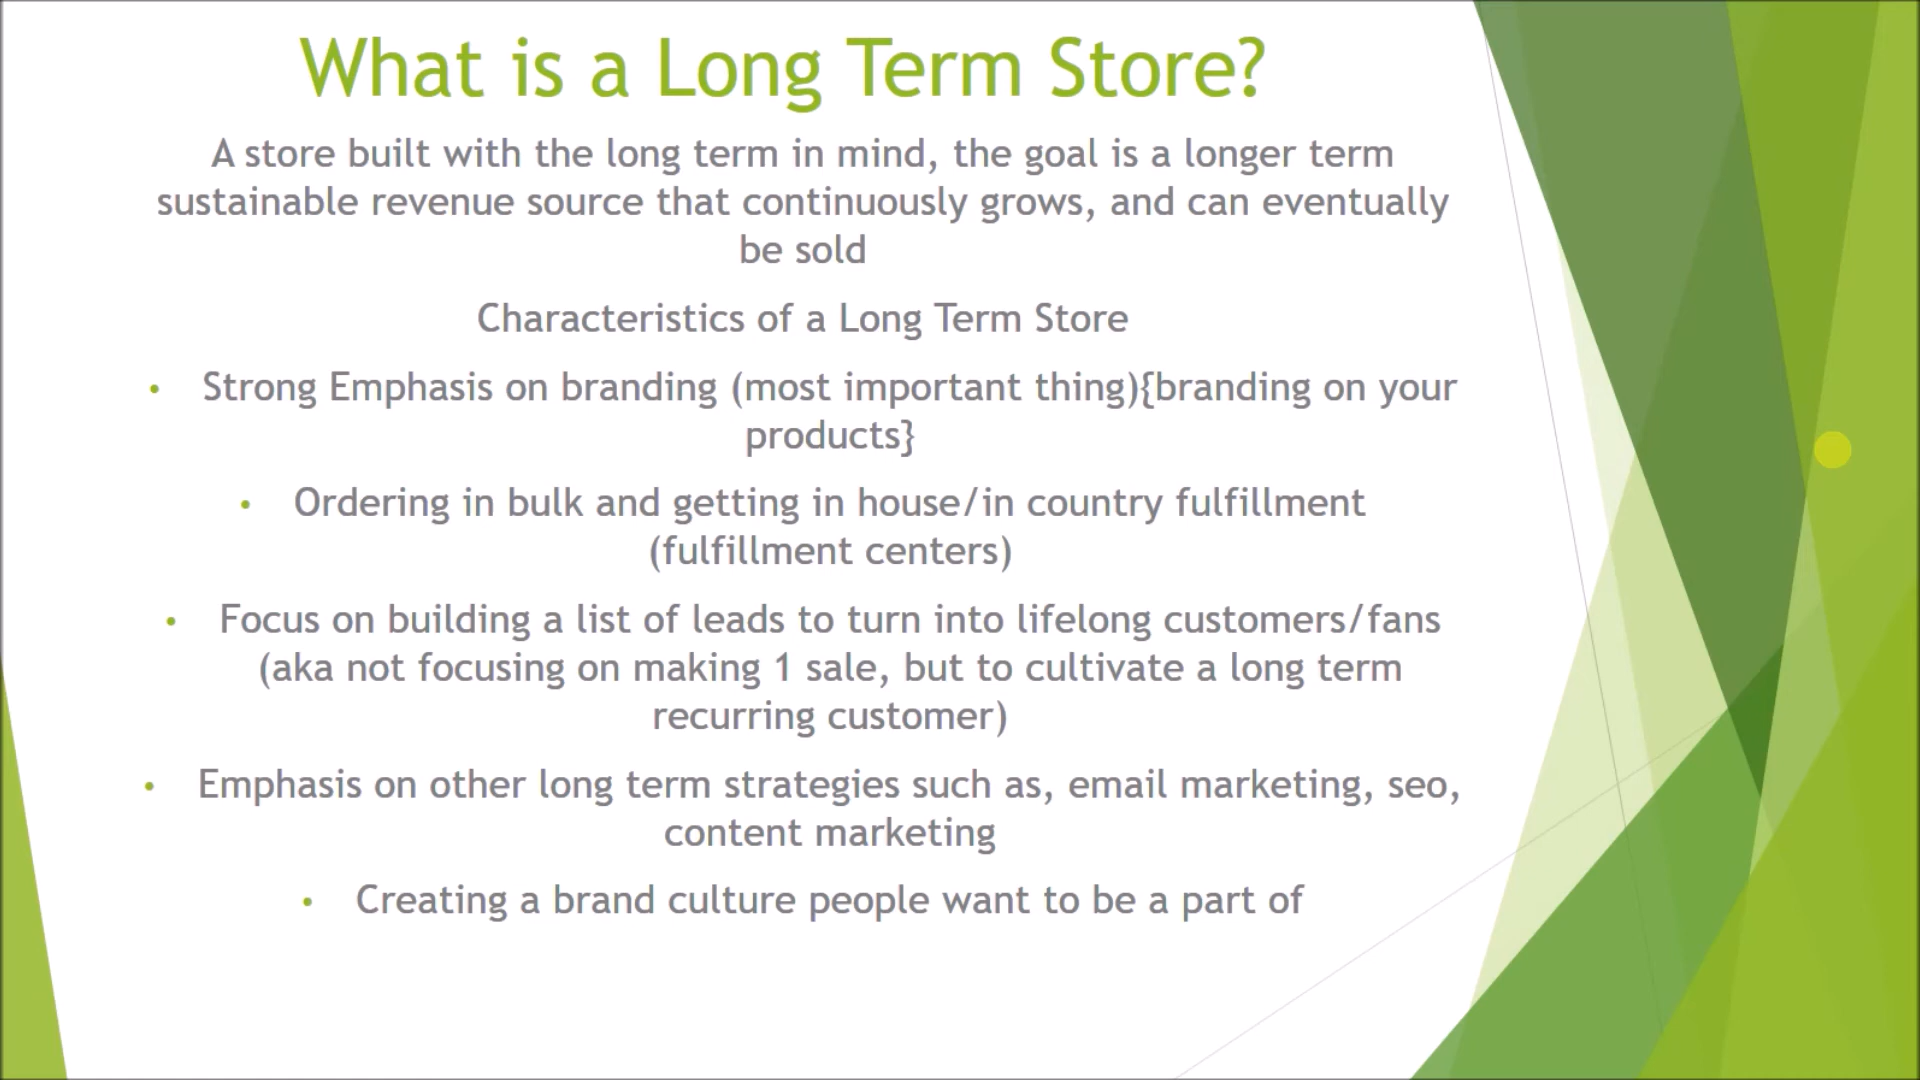 What is a Long Term Store?
A store built with the long term in mind, the goal is a longer term
sustainable revenue source that continuously grows, and can eventually
be sold
Characteristics of a Long Term Store
• Strong Emphasis on branding (most important thing){branding on your
products}
• Ordering in bulk and getting in house/in country fulfillment
(fulfillment centers)
• Focus on building a list of leads to turn into lifelong customers/fans
(aka not focusing on making 1 sale, but to cultivate a long term
recurring customer)
• Emphasis on other long term strategies such as, email marketing, seo,
content marketing
• Creating a brand culture people want to be a part of